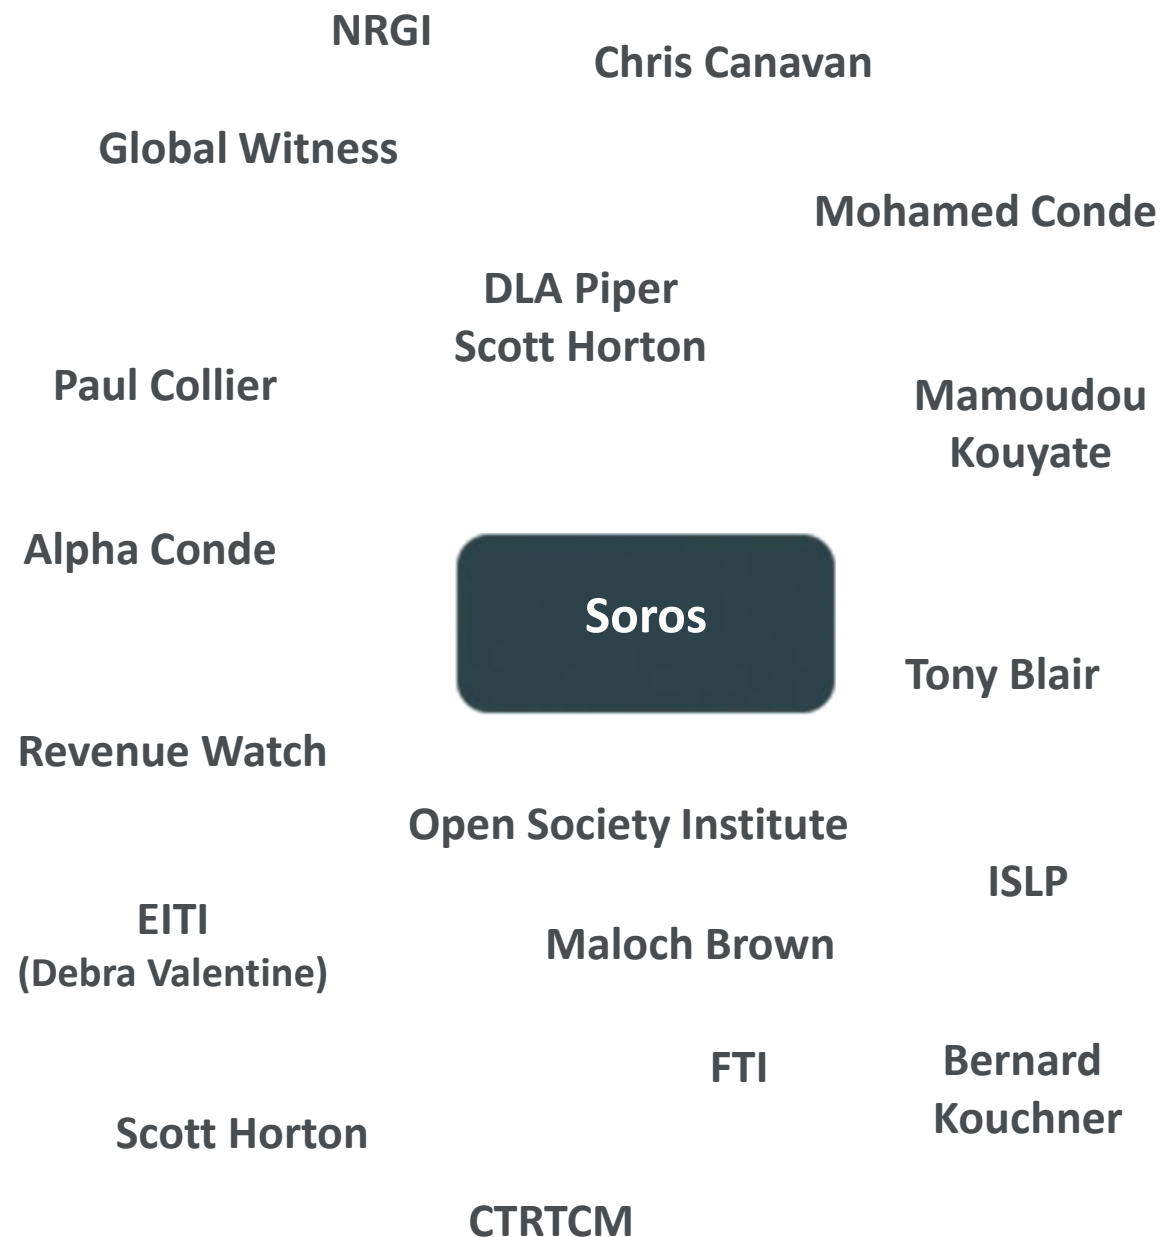 NRGI
Chris Canavan
Global Witness
Mohamed Conde
DLA Piper
Scott Horton
Paul Collier
Mamoudou
Kouyate
Alpha Conde
Soros
Tony Blair
Revenue Watch
Open Society Institute
ISLP
EITI
(Debra Valentine)
Maloch Brown
FTI
Bernard
Kouchner
Scott Horton
CTRTCM